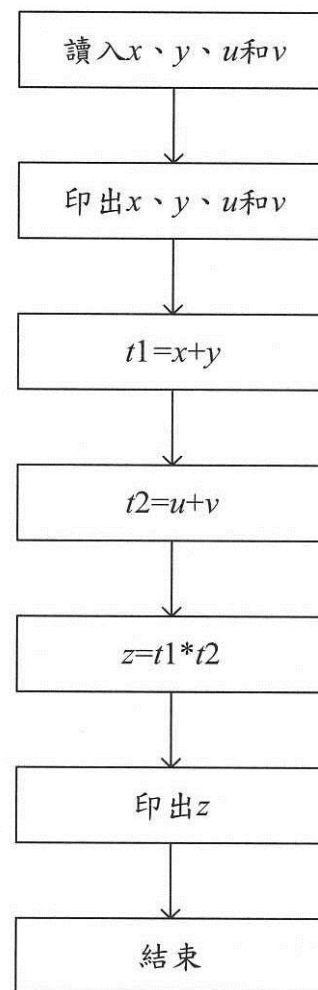 讀入x、y、u和v
印出x、y、u和v
t1=x+y
t2=u+v
z=t1*t2
印出z
結束